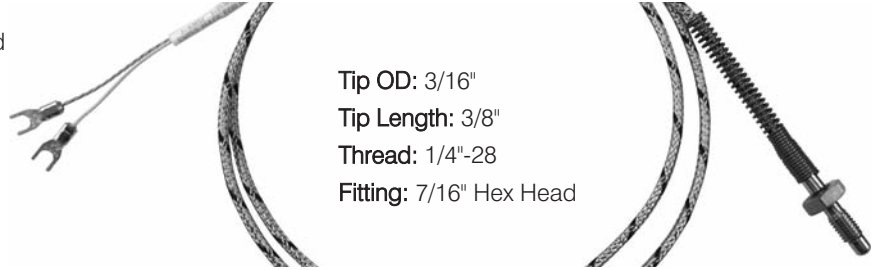 Tip OD: 3/16"
Tip Length: 3/8"
Thread: 1/4"-28
Fitting: 7/16" Hex Head